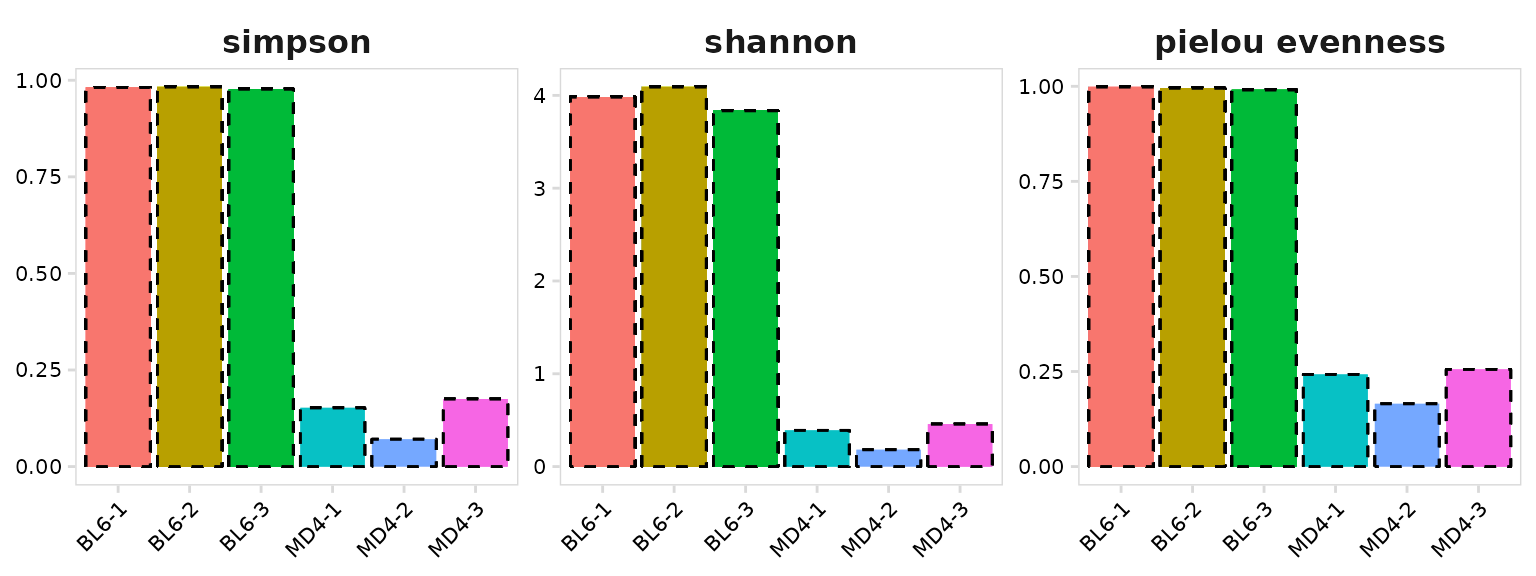 simpson
shannon
pielou evenness
1.00
0.75
0.50
0.25
0.00
BL6-1
BL6-2
BL6-3
MD4-1
MD4-2
MD4-3
4
3
2
1
0
BL6-1
BL6-2
BL6-3
MD4-1
MD4-2
MD4-3
1.00
0.75
0.50
0.25
0.00
BL6-1
BL6-2
BL6-3
MD4-1
MD4-2
MD4-3